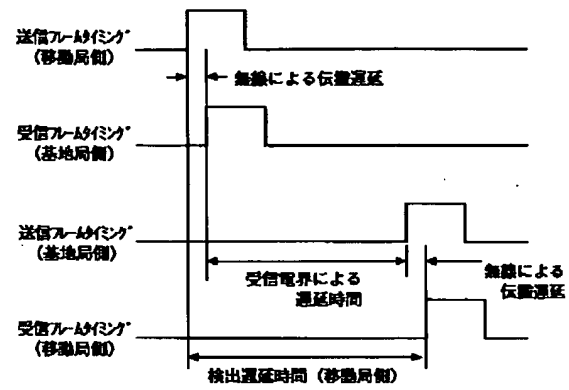 送信フレームタイミング
(移動局側)
無線による伝搬遅延
受信フレームタイミング
(基地局側)
送信フレームタイミング
(基地局側)
受信電界による
遅延時間
無線による
伝搬遅延
受信フレームタイミング
(移動局側)
検出遅延時間 (移動局側)